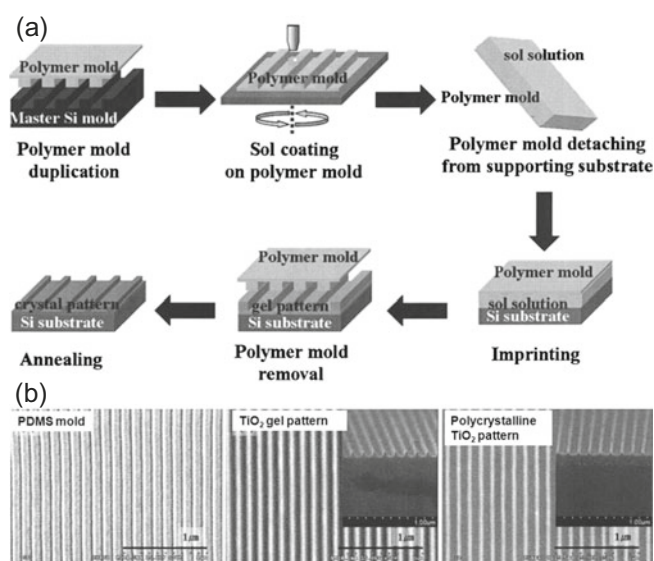 (a)
Polymer mold
Master Si mold
Polymer mold
duplication
Polymer mold
Sol coating
on polymer mold
sol solution
Polymer mold
Polymer mold detaching
from supporting substrate
crystal pattern
Si substrate
Annealing
Polymer mold
gel pattern
Si substrate
Polymer mold
removal
Polymer mold
sol solution
Si substrate
Imprinting
(b)
PDMS mold
1μm
TiO₂ gel pattern
1μm
Polycrystalline
TiO₂ pattern
1μm